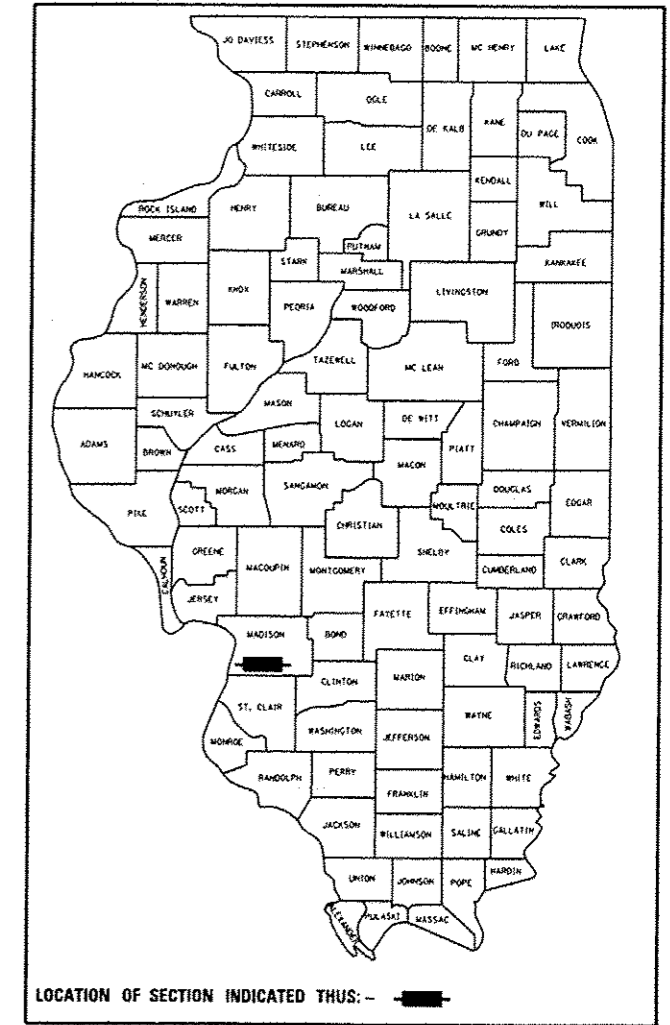 JO DAVIESS STEPHENSON WINNEBAGO BOONE MC HENRY LAKE
CARROLL OGLE DE KALB KANE DU PAGE COOK
WHITESIDE LEE
KENDALL WILL
ROCK ISLAND HENRY BUREAU LA SALLE GRUNDY
MERCER PUTNAM
STARK MARSHALL KANKAKEE
HENDERSON WARREN KNOX PEORIA WOODFORD LIVINGSTON IROQUOIS
HANCOCK MC DONOUGH FULTON TAZEWELL MC LEAN FORD
SCHUYLER MASON LOGAN DE WITT CHAMPAIGN VERMILION
ADAMS BROWN CASS MENARD PIATT
MACON
PIKE SCOTT MORGAN SANGAMON MOULTRIE DOUGLAS EDGAR
CHRISTIAN COLES
CALHOUN GREENE MACOUPIN MONTGOMERY SHELBY CUMBERLAND CLARK
JERSEY FAYETTE EFFINGHAM JASPER CRAWFORD
MADISON BOND
CLAY RICHLAND LAWRENCE
CLINTON MARION
ST. CLAIR WAYNE EDWARDS WABASH
MONROE WASHINGTON JEFFERSON
RANDOLPH PERRY HAMILTON WHITE
FRANKLIN
JACKSON WILLIAMSON SALINE GALLATIN
UNION JOHNSON POPE HARDIN
ALEXANDER PULASKI MASSAC
LOCATION OF SECTION INDICATED THUS: -